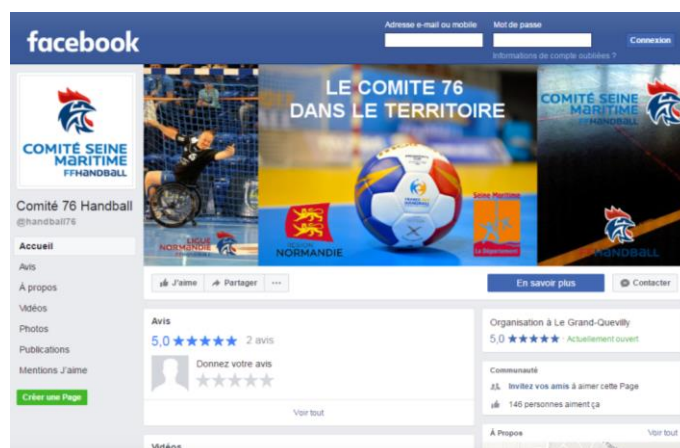 facebook
Adresse e-mail ou mobile
Mot de passe
Connexion
Informations de compte oubliées ?
COMITÉ SEINE
MARITIME
FFHANDBALL
Comité 76 Handball
@handball76
Accueil
Avis
À propos
Vidéos
Photos
Publications
Mentions J'aime
Créer une Page
LE COMITE 76
DANS LE TERRITOIRE
LIGUE
NORMANDIE
REGION
NORMANDIE
Seine Maritime
Le Département
COMITÉ SEINE
MARITIME
HANDBALL
J'aime
Partager
...
En savoir plus
Contacter
Avis
5,0 ★★★★★ 2 avis
Donnez votre avis
Voir tout
Vidéos
Organisation à Le Grand-Quevilly
5,0 ★★★★★ · Actuellement ouvert
Communauté
Invitez vos amis à aimer cette Page
146 personnes aiment ça
À Propos
Voir tout